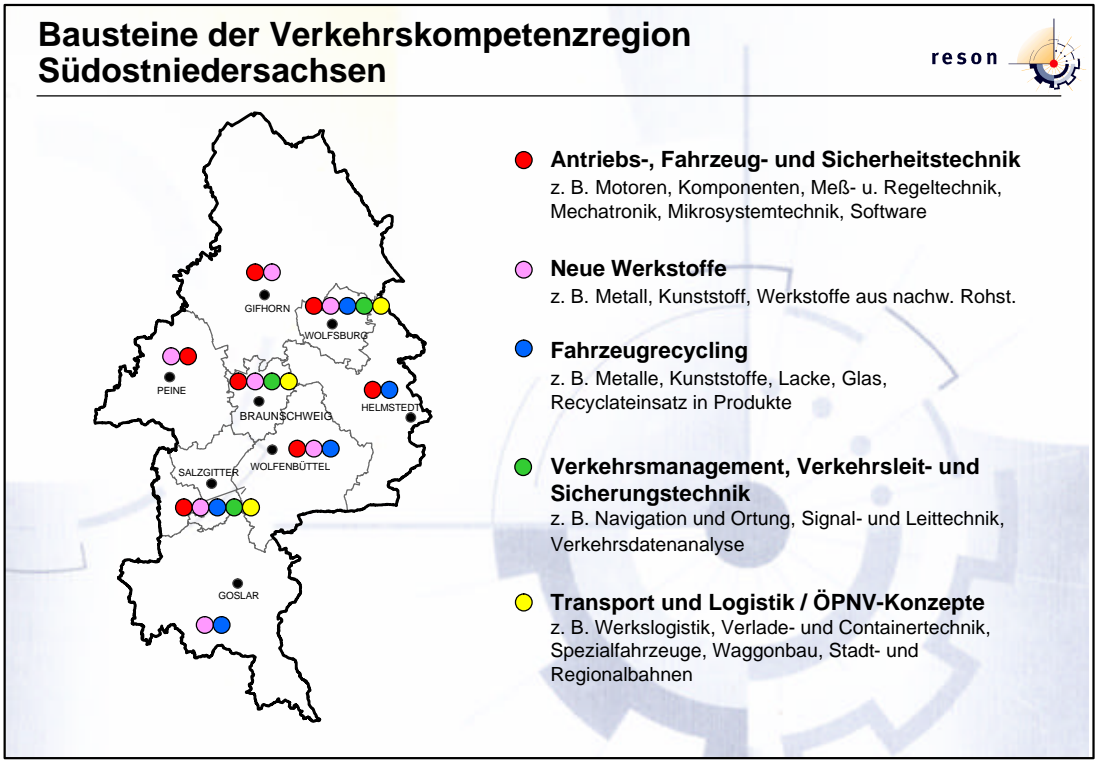 Bausteine der Verkehrskompetenzregion
Südostniedersachsen
reson
GIFHORN
WOLFSBURG
PEINE
BRAUNSCHWEIG
HELMSTEDT
SALZGITTER
WOLFENBÜTTEL
GOSLAR
Antriebs-, Fahrzeug- und Sicherheitstechnik
z. B. Motoren, Komponenten, Meß- u. Regeltechnik,
Mechatronik, Mikrosystemtechnik, Software
Neue Werkstoffe
z. B. Metall, Kunststoff, Werkstoffe aus nachw. Rohst.
Fahrzeugrecycling
z. B. Metalle, Kunststoffe, Lacke, Glas,
Recyclateinsatz in Produkte
Verkehrsmanagement, Verkehrsleit- und
Sicherungstechnik
z. B. Navigation und Ortung, Signal- und Leittechnik,
Verkehrsdatenanalyse
Transport und Logistik / ÖPNV-Konzepte
z. B. Werkslogistik, Verlade- und Containertechnik,
Spezialfahrzeuge, Waggonbau, Stadt- und
Regionalbahnen